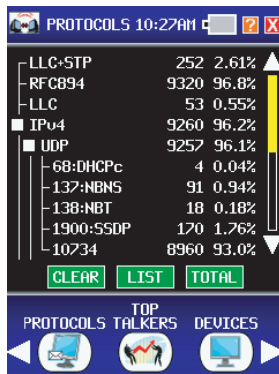 PROTOCOLS 10:27AM ? X
LLC+STP 252 2.61%
RFC894 9320 96.8%
LLC 53 0.55%
IPv4 9260 96.2%
UDP 9257 96.1%
68:DHCPc 4 0.04%
137:NBNS 91 0.94%
138:NBT 18 0.18%
1900:SSDP 170 1.76%
10734 8960 93.0%
CLEAR LIST TOTAL
PROTOCOLS TOP TALKERS DEVICES